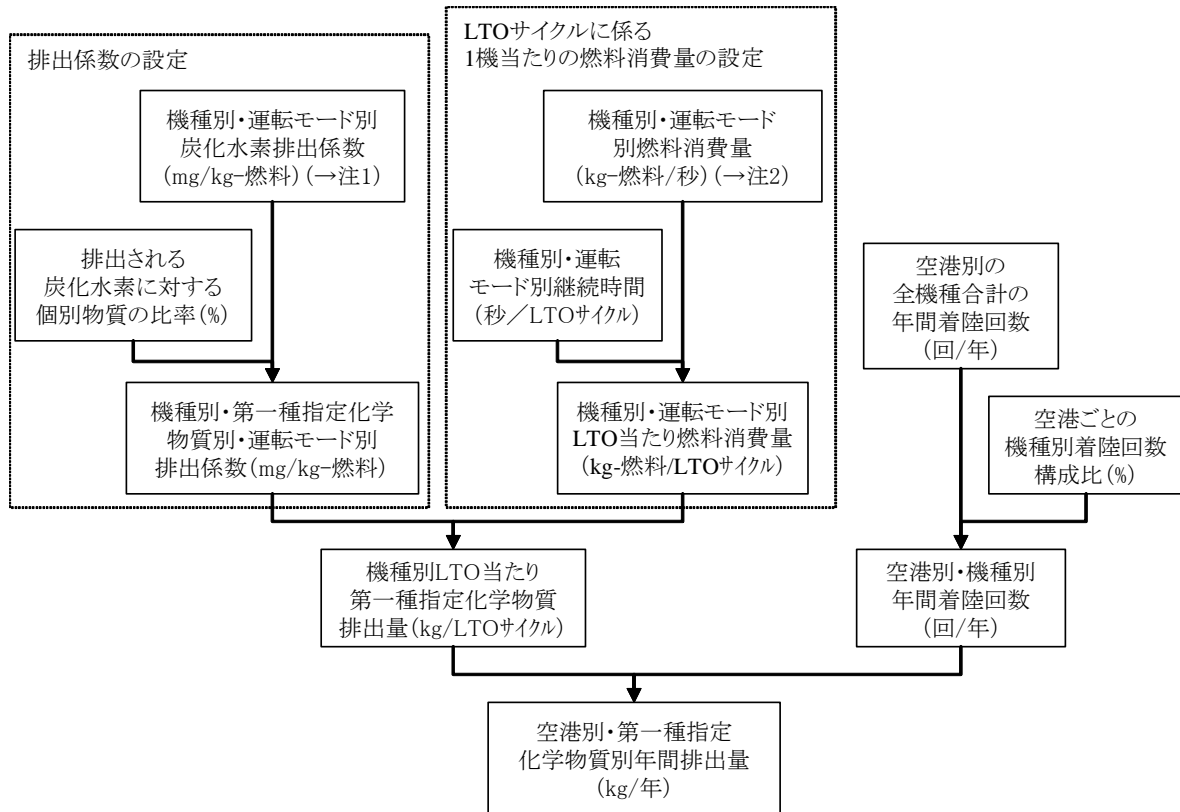 排出係数の設定
機種別・運転モード別
炭化水素排出係数
(mg/kg-燃料)(→注1)
排出される
炭化水素に対する
個別物質の比率(%)
機種別・第一種指定化学
物質別・運転モード別
排出係数(mg/kg-燃料)
LTOサイクルに係る
1機当たりの燃料消費量の設定
機種別・運転モード
別燃料消費量
(kg-燃料/秒)(→注2)
機種別・運転
モード別継続時間
(秒／LTOサイクル)
機種別・運転モード別
LTO当たり燃料消費量
(kg-燃料/LTOサイクル)
空港別の
全機種合計の
年間着陸回数
(回/年)
空港ごとの
機種別着陸回数
構成比(%)
機種別LTO当たり
第一種指定化学物質
排出量(kg/LTOサイクル)
空港別・機種別
年間着陸回数
(回/年)
空港別・第一種指定
化学物質別年間排出量
(kg/年)